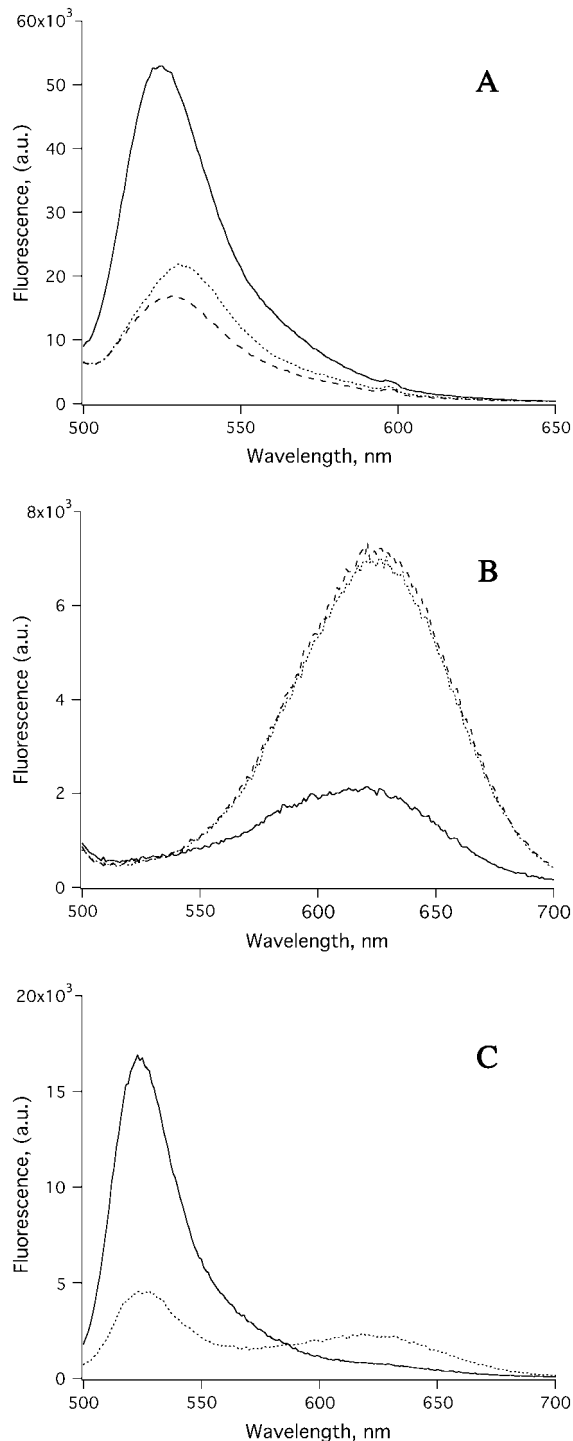 60x10³
50
40
30
20
10
0
Fluorescence, (a.u.)
A
500 550 600 650
Wavelength, nm
8x10³
6
4
2
0
Fluorescence (a.u.)
B
500 550 600 650 700
Wavelength, nm
20x10³
15
10
5
0
Fluorescence, (a.u.)
C
500 550 600 650 700
Wavelength, nm